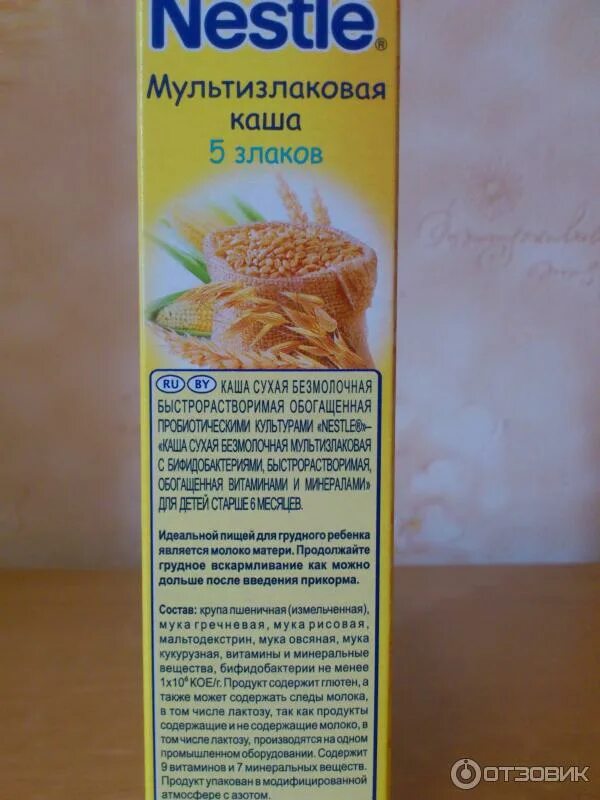 Nestlé®
Мультизлаковая
каша
5 злаков
RU BY КАША СУХАЯ БЕЗМОЛОЧНАЯ
БЫСТРОРАСТВОРИМАЯ ОБОГАЩЕННАЯ
ПРОБИОТИЧЕСКИМИ КУЛЬТУРАМИ «NESTLE®»–
«КАША СУХАЯ БЕЗМОЛОЧНАЯ МУЛЬТИЗЛАКОВАЯ
С БИФИДОБАКТЕРИЯМИ, БЫСТРОРАСТВОРИМАЯ,
ОБОГАЩЕННАЯ ВИТАМИНАМИ И МИНЕРАЛАМИ»
ДЛЯ ДЕТЕЙ СТАРШЕ 6 МЕСЯЦЕВ.
Идеальной пищей для грудного ребенка
является молоко матери. Продолжайте
грудное вскармливание как можно
дольше после введения прикорма.
Состав: крупа пшеничная (измельченная),
мука гречневая, мука рисовая,
мальтодекстрин, мука овсяная, мука
кукурузная, витамины и минеральные
вещества, бифидобактерии не менее
1х10⁶ КОЕ/г. Продукт содержит глютен, а
также может содержать следы молока,
в том числе лактозу, так как продукты
содержащие и не содержащие молоко, в
том числе лактозу, производятся на одном
промышленном оборудовании. Содержит
9 витаминов и 7 минеральных веществ.
Продукт упакован в модифицированной
атмосфере с азотом.
ОТЗОВИК